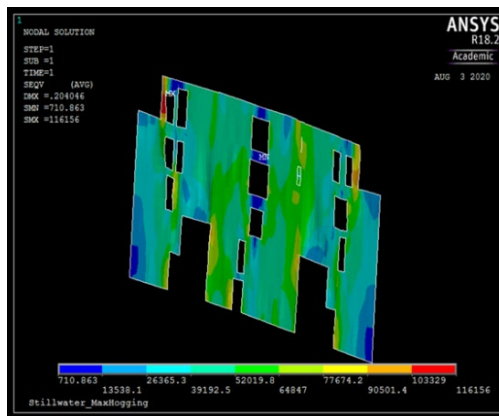 1
NODAL SOLUTION
STEP=1
SUB =1
TIME=1
SEQV (AVG)
DMX =.204046
SMN =710.863
SMX =116156
ANSYS
R18.2
Academic
AUG 3 2020
MX
710.863 26365.3 52019.8 77674.2 103329
13538.1 39192.5 64847 90501.4 116156
Stillwater_MaxHogging